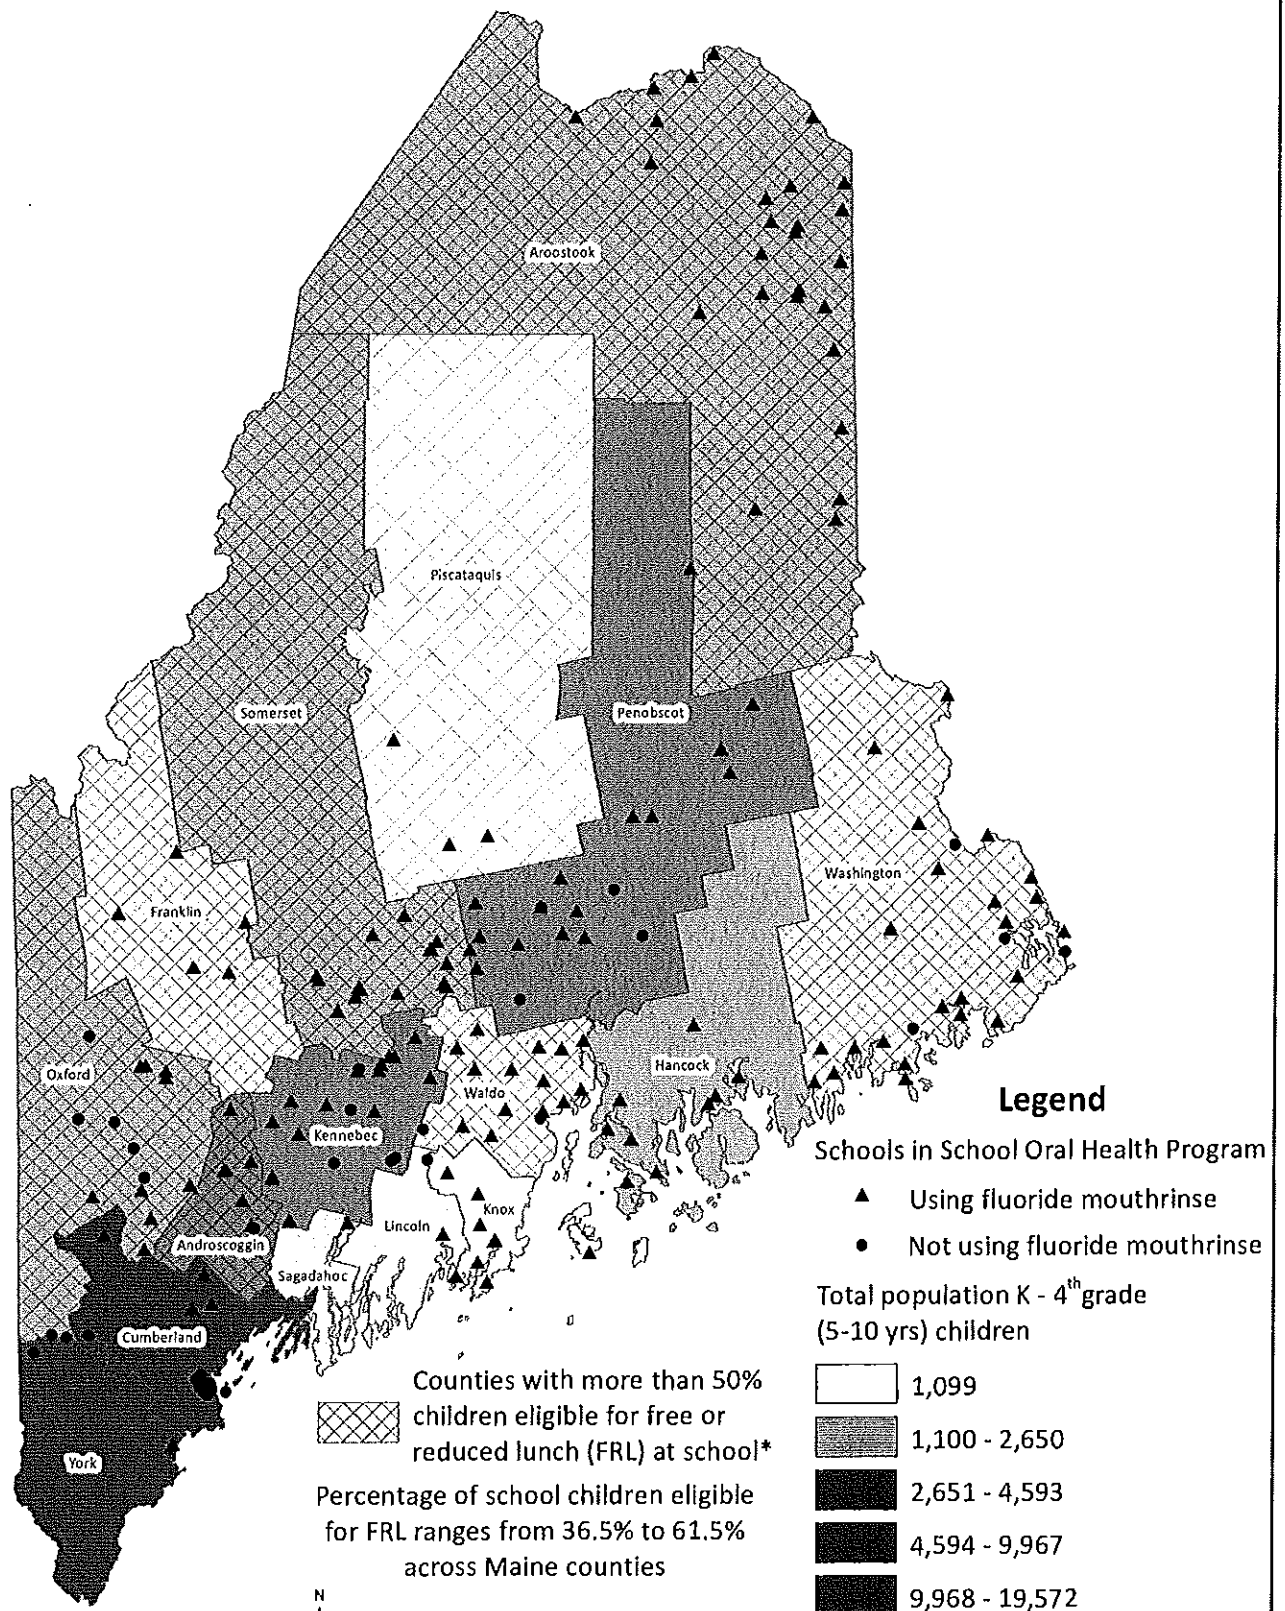 Aroostook
Piscataquis
Somerset
Penobscot
Franklin
Washington
Oxford
Hancock
Waldo
Kennebec
Knox
Lincoln
Androscoggin
Sagadahoc
Cumberland
York
Legend
Schools in School Oral Health Program
Using fluoride mouthrinse
Not using fluoride mouthrinse
Total population K - 4th grade
(5-10 yrs) children
1,099
1,100 - 2,650
2,651 - 4,593
4,594 - 9,967
9,968 - 19,572
Counties with more than 50%
children eligible for free or
reduced lunch (FRL) at school*
Percentage of school children eligible
for FRL ranges from 36.5% to 61.5%
across Maine counties
N